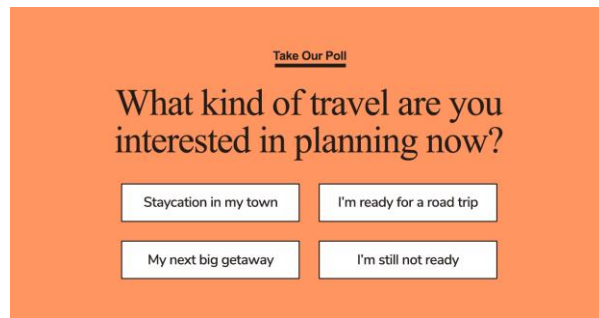 Take Our Poll
What kind of travel are you
interested in planning now?
Staycation in my town
I'm ready for a road trip
My next big getaway
I'm still not ready